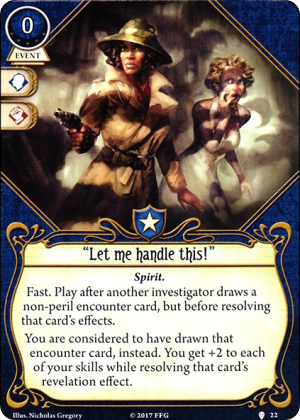 0
EVENT
"Let me handle this!"
Spirit.
Fast. Play after another investigator draws a
non-peril encounter card, but before resolving
that card's effects.
You are considered to have drawn that
encounter card, instead. You get +2 to each
of your skills while resolving that card's
revelation effect.
Illus. Nicholas Gregory
© 2017 FFG
22